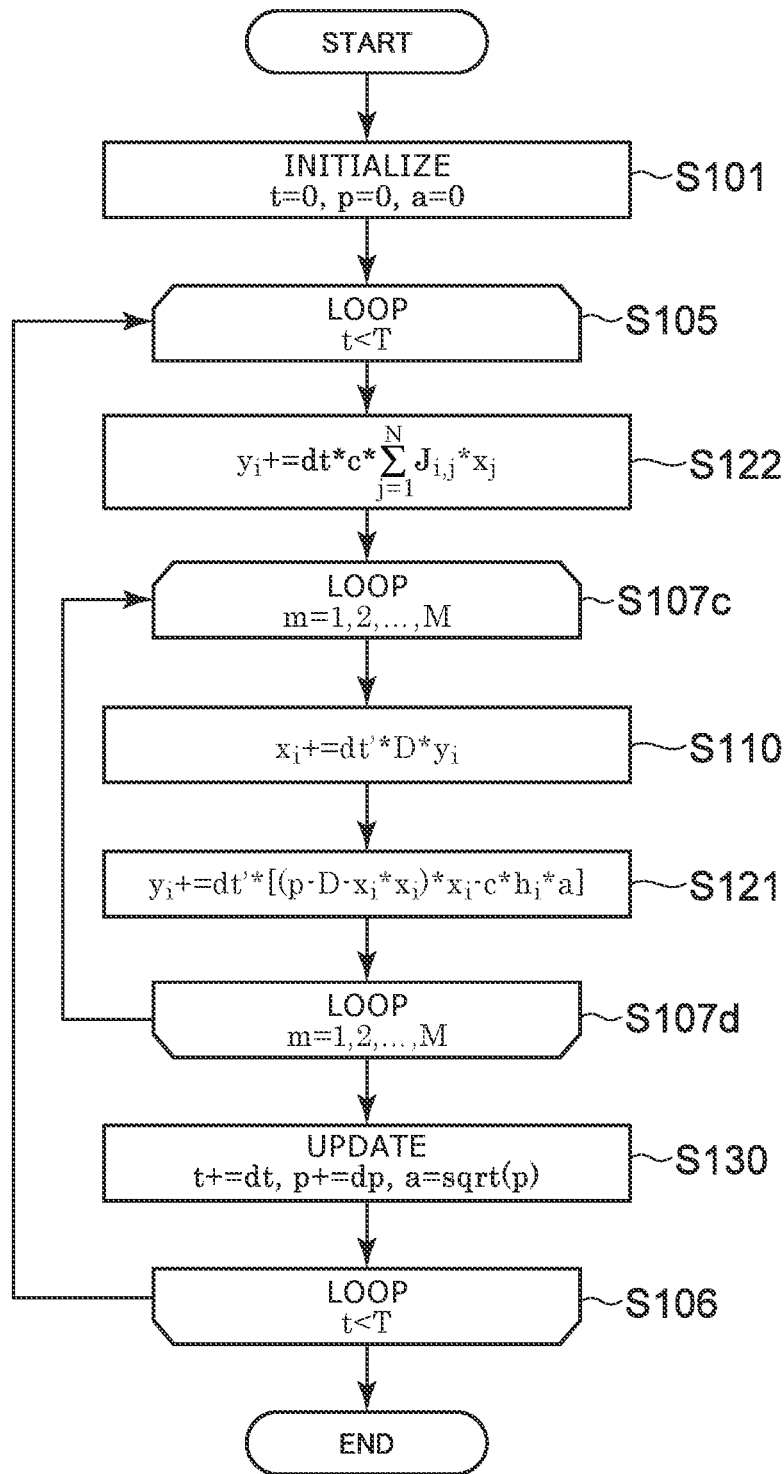 START
INITIALIZE
t=0, p=0, a=0
S101
LOOP
t<T
S105
y_i+=dt*c*∑_{j=1}^{N} J_{i,j}*x_j
S122
LOOP
m=1,2,...,M
S107c
x_i+=dt'*D*y_i
S110
y_i+=dt'*[(p-D-x_i*x_i)*x_i-c*h_i*a]
S121
LOOP
m=1,2,...,M
S107d
UPDATE
t+=dt, p+=dp, a=sqrt(p)
S130
LOOP
t<T
S106
END